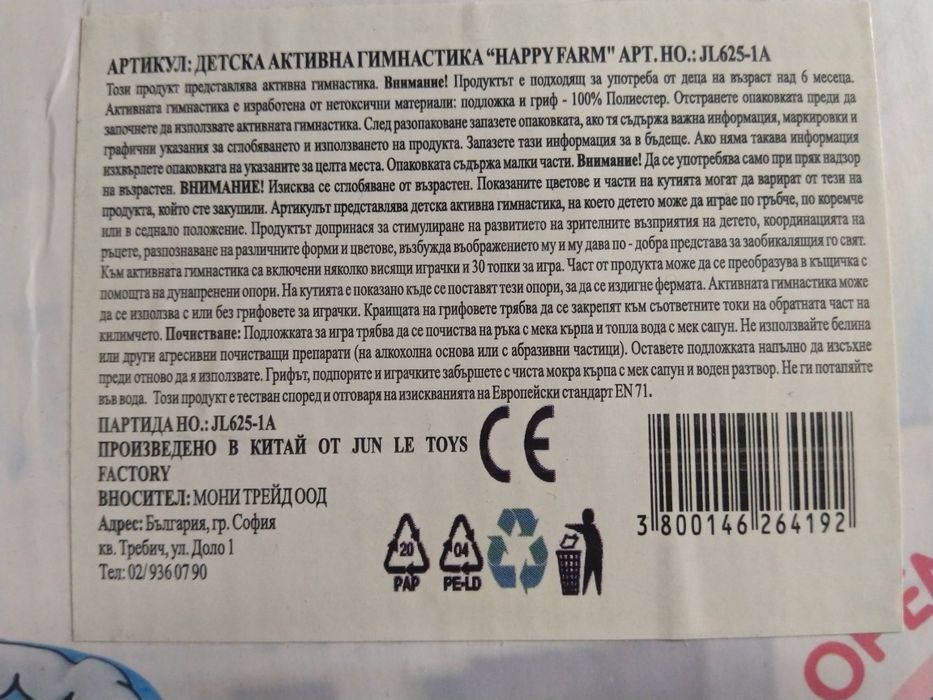 АРТИКУЛ: ДЕТСКА АКТИВНА ГИМНАСТИКА “HAPPY FARM" АРТ. НО.: JL625-1A
Този продукт представлява активна гимнастика. Внимание! Продуктът е подходящ за употреба от деца на възраст над 6 месеца.
Активната гимнастика е изработена от нетоксични материали: подложка и гриф - 100% Полиестер. Отстранете опаковката преди да
започнете да използвате активната гимнастика. След разопаковане запазете опаковката, ако тя съдържа важна информация, маркировки и
графични указания за сглобяването и използването на продукта. Запазете тази информация за в бъдеще. Ако няма такава информация
изхвърлете опаковката на указаните за целта места. Опаковката съдържа малки части. Внимание! Да се употребява само при пряк надзор
на възрастен. ВНИМАНИЕ! Изисква се сглобяване от възрастен. Показаните цветове и части на кутията могат да варират от тези на
продукта, който сте закупили. Артикулът представлява детска активна гимнастика, на което детето може да играе по гръбче, по коремче
или в седнало положение. Продуктът допринася за стимулиране на развитието на зрителните възприятия на детето, координацията на
ръцете, разпознаване на различните форми и цветове, възбужда въображението му и му дава по - добра представа за заобикалящия го свят.
Към активната гимнастика са включени няколко висящи играчки и 30 топки за игра. Част от продукта може да се преобразува в къщичка с
помощта на дунапренени опори. На кутията е показано къде се поставят тези опори, за да се издигне фермата. Активната гимнастика може
да се използва с или без грифовете за играчки. Краищата на грифовете трябва да се закрепят към съответните токи на обратната част на
килимчето. Почистване: Подложката за игра трябва да се почиства на ръка с мека кърпа и топла вода с мек сапун. Не използвайте белина
или други агресивни почистващи препарати (на алкохолна основа или с абразивни частици). Оставете подложката напълно да изсъхне
преди отново да я използвате. Грифът, подпорите и играчките забършете с чиста мокра кърпа с мек сапун и воден разтвор. Не ги потапяйте
във вода. Този продукт е тестван според и отговаря на изискванията на Европейски стандарт EN 71.
ПАРТИДА НО.: JL625-1A
ПРОИЗВЕДЕНО В КИТАЙ ОТ JUN LE TOYS
FACTORY
ВНОСИТЕЛ: МОНИ ТРЕЙД ООД
Адрес: България, гр. София
кв. Требич, ул. Доло 1
Тел: 02/ 936 07 90
CE
20
PAP
04
PE-LD
3 800146 264192